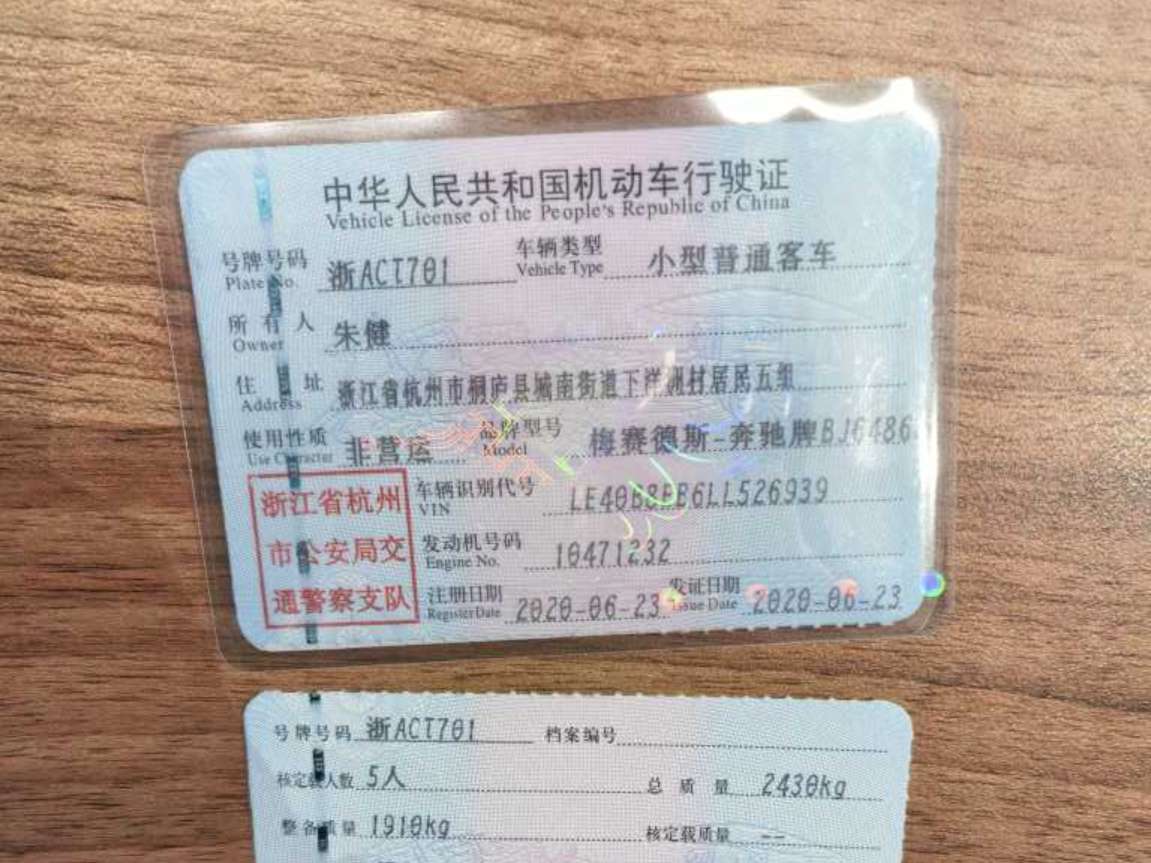 中华人民共和国机动车行驶证
Vehicle License of the People's Republic of China
号牌号码 浙ACT701 车辆类型 小型普通客车
Plate No. Vehicle Type
所有人 朱健
Owner
住址 浙江省杭州市桐庐县城南街道下洋洲村居民五组
Address
使用性质 非营运 品牌型号 梅赛德斯-奔驰牌BJ6486
Use Character Model
浙江省杭州市公安局交通警察支队
车辆识别代号 LE40B8EB6LL526939
VIN
发动机号码 10471232
Engine No.
注册日期 2020-06-23 发证日期 2020-06-23
Register Date Issue Date
号牌号码 浙ACT701 档案编号
核定载人数 5人 总质量 2430kg
整备质量 1910kg 核定载质量 --